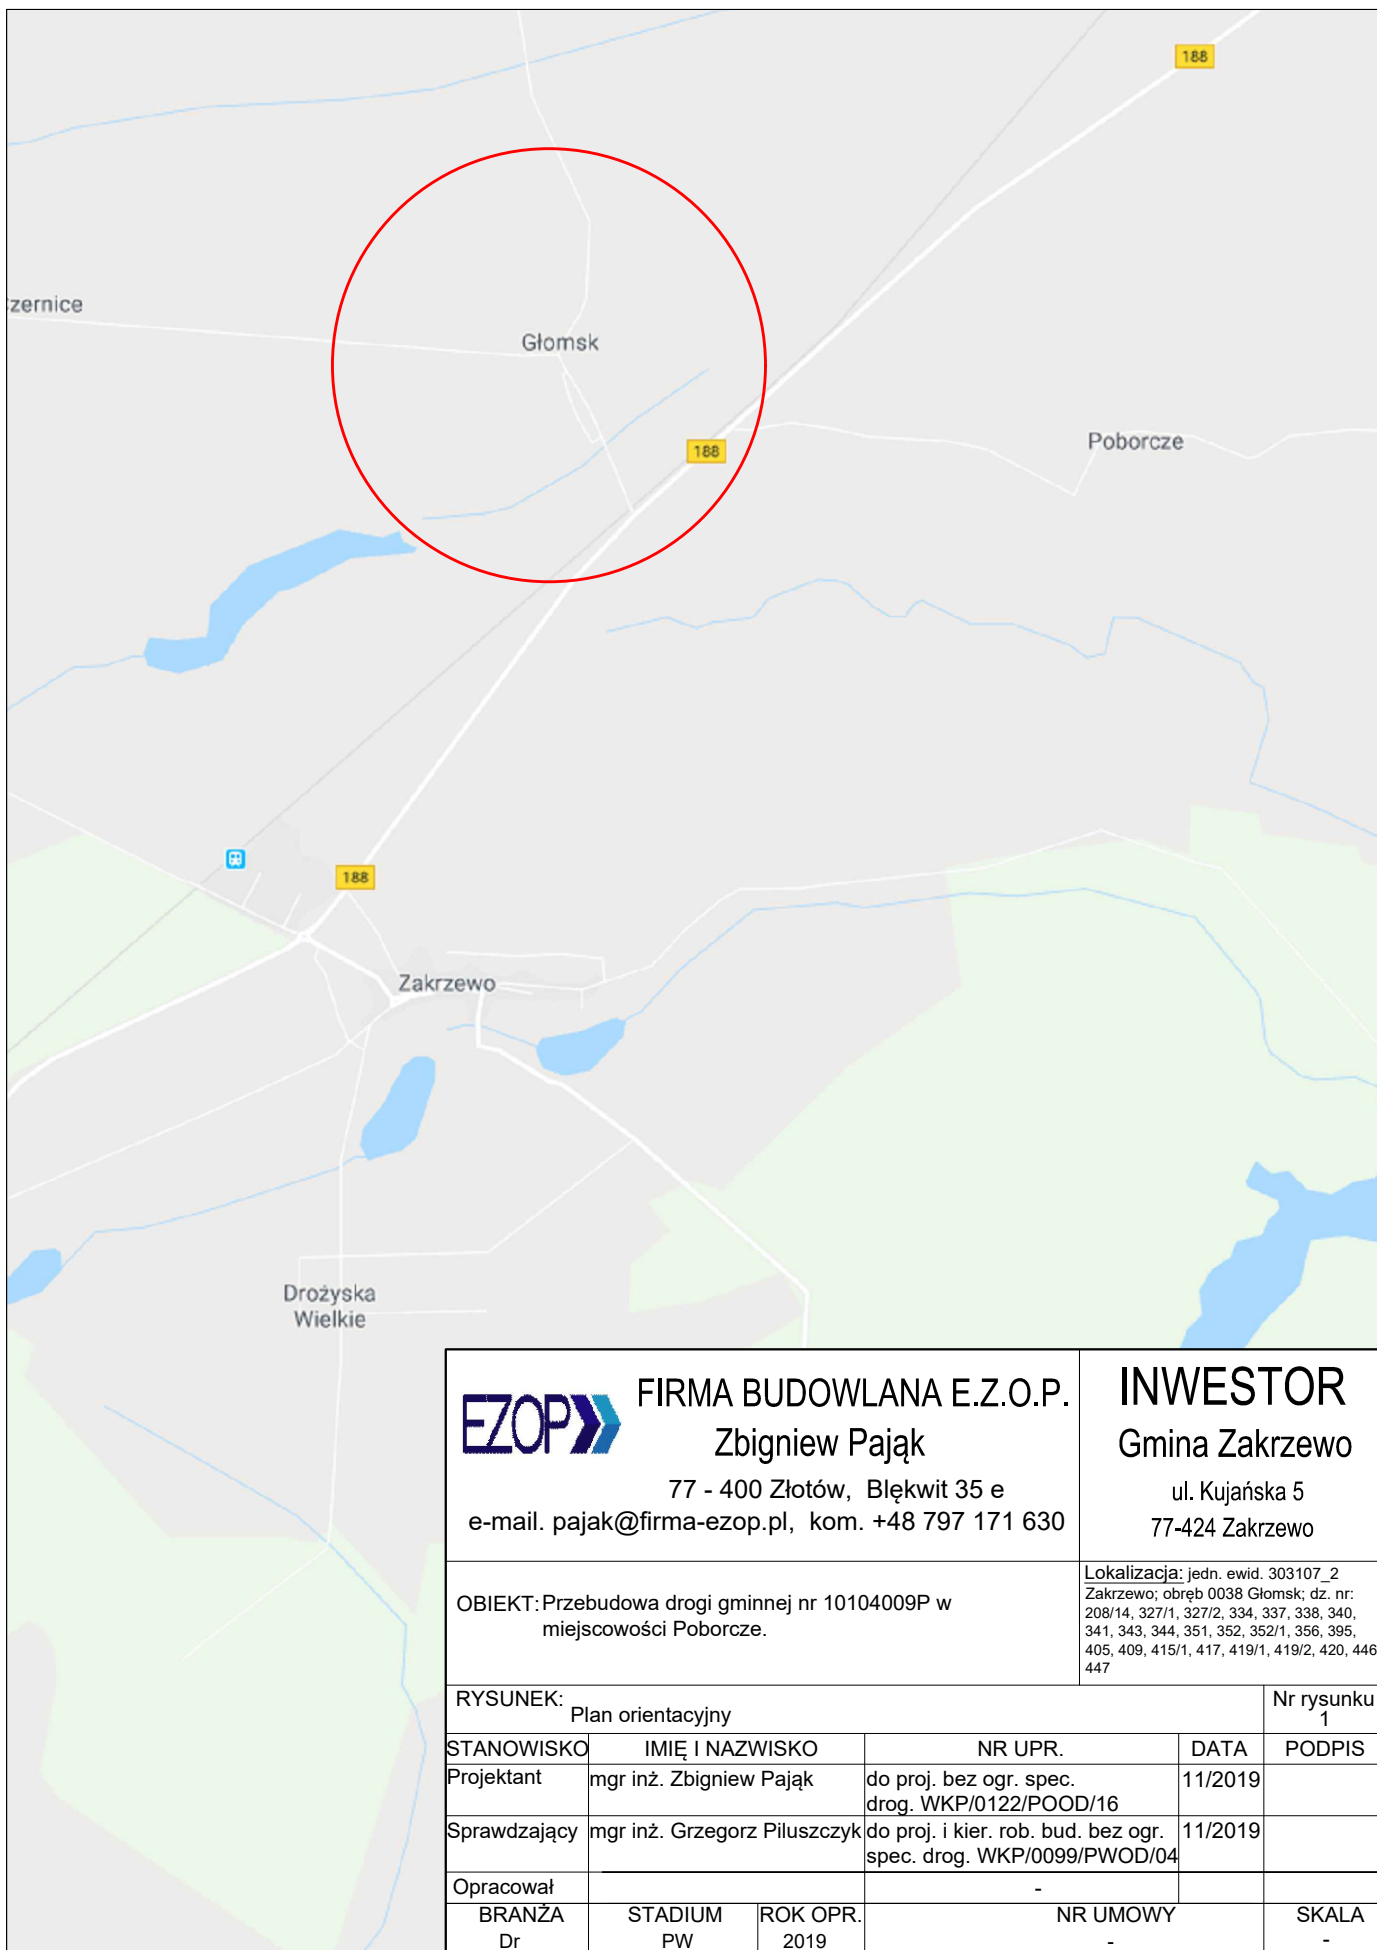 188
zernice
Głomsk
188
Poborcze
188
Zakrzewo
Drożyska
Wielkie
EZOP
FIRMA BUDOWLANA E.Z.O.P.
Zbigniew Pająk
77 - 400 Złotów, Blękwit 35 e
e-mail. pajak@firma-ezop.pl, kom. +48 797 171 630
INWESTOR
Gmina Zakrzewo
ul. Kujańska 5
77-424 Zakrzewo
OBIEKT: Przebudowa drogi gminnej nr 10104009P w
miejscowości Poborcze.
Lokalizacja: jedn. ewid. 303107_2
Zakrzewo; obręb 0038 Głomsk; dz. nr:
208/14, 327/1, 327/2, 334, 337, 338, 340,
341, 343, 344, 351, 352, 352/1, 356, 395,
405, 409, 415/1, 417, 419/1, 419/2, 420, 446
447
RYSUNEK: Plan orientacyjny
Nr rysunku
1
STANOWISKO IMIĘ I NAZWISKO NR UPR. DATA PODPIS
Projektant mgr inż. Zbigniew Pająk do proj. bez ogr. spec. 11/2019
drog. WKP/0122/POOD/16
Sprawdzający mgr inż. Grzegorz Piluszczyk do proj. i kier. rob. bud. bez ogr. 11/2019
spec. drog. WKP/0099/PWOD/04
Opracował -
BRANŻA STADIUM ROK OPR. NR UMOWY SKALA
Dr PW 2019 - -